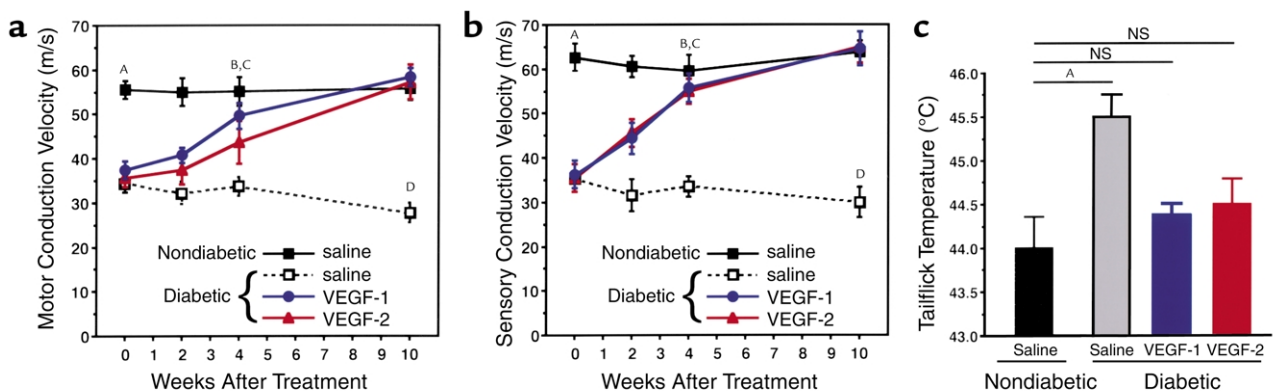 a
Motor Conduction Velocity (m/s)
70
60
50
40
30
20
10
0
A
B,C
D
Nondiabetic
saline
Diabetic
saline
VEGF-1
VEGF-2
0 1 2 3 4 5 6 7 8 9 10
Weeks After Treatment
b
Sensory Conduction Velocity (m/s)
70
60
50
40
30
20
10
0
A
B,C
D
Nondiabetic
saline
Diabetic
saline
VEGF-1
VEGF-2
0 1 2 3 4 5 6 7 8 9 10
Weeks After Treatment
c
NS
NS
A
Tailflick Temperature (°C)
46.0
45.5
45.0
44.5
44.0
43.5
43.0
Saline Saline VEGF-1 VEGF-2
Nondiabetic Diabetic